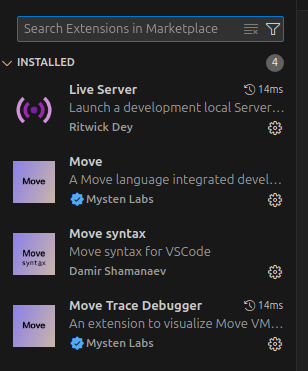 Search Extensions in Marketplace
INSTALLED 4
Live Server 14ms
Launch a development local Server...
Ritwick Dey
Move
Move
A Move language integrated devel...
Mysten Labs
Move syntax
Move
syntax
Move syntax for VSCode
Damir Shamanaev
Move Trace Debugger 14ms
Move
An extension to visualize Move VM...
Mysten Labs